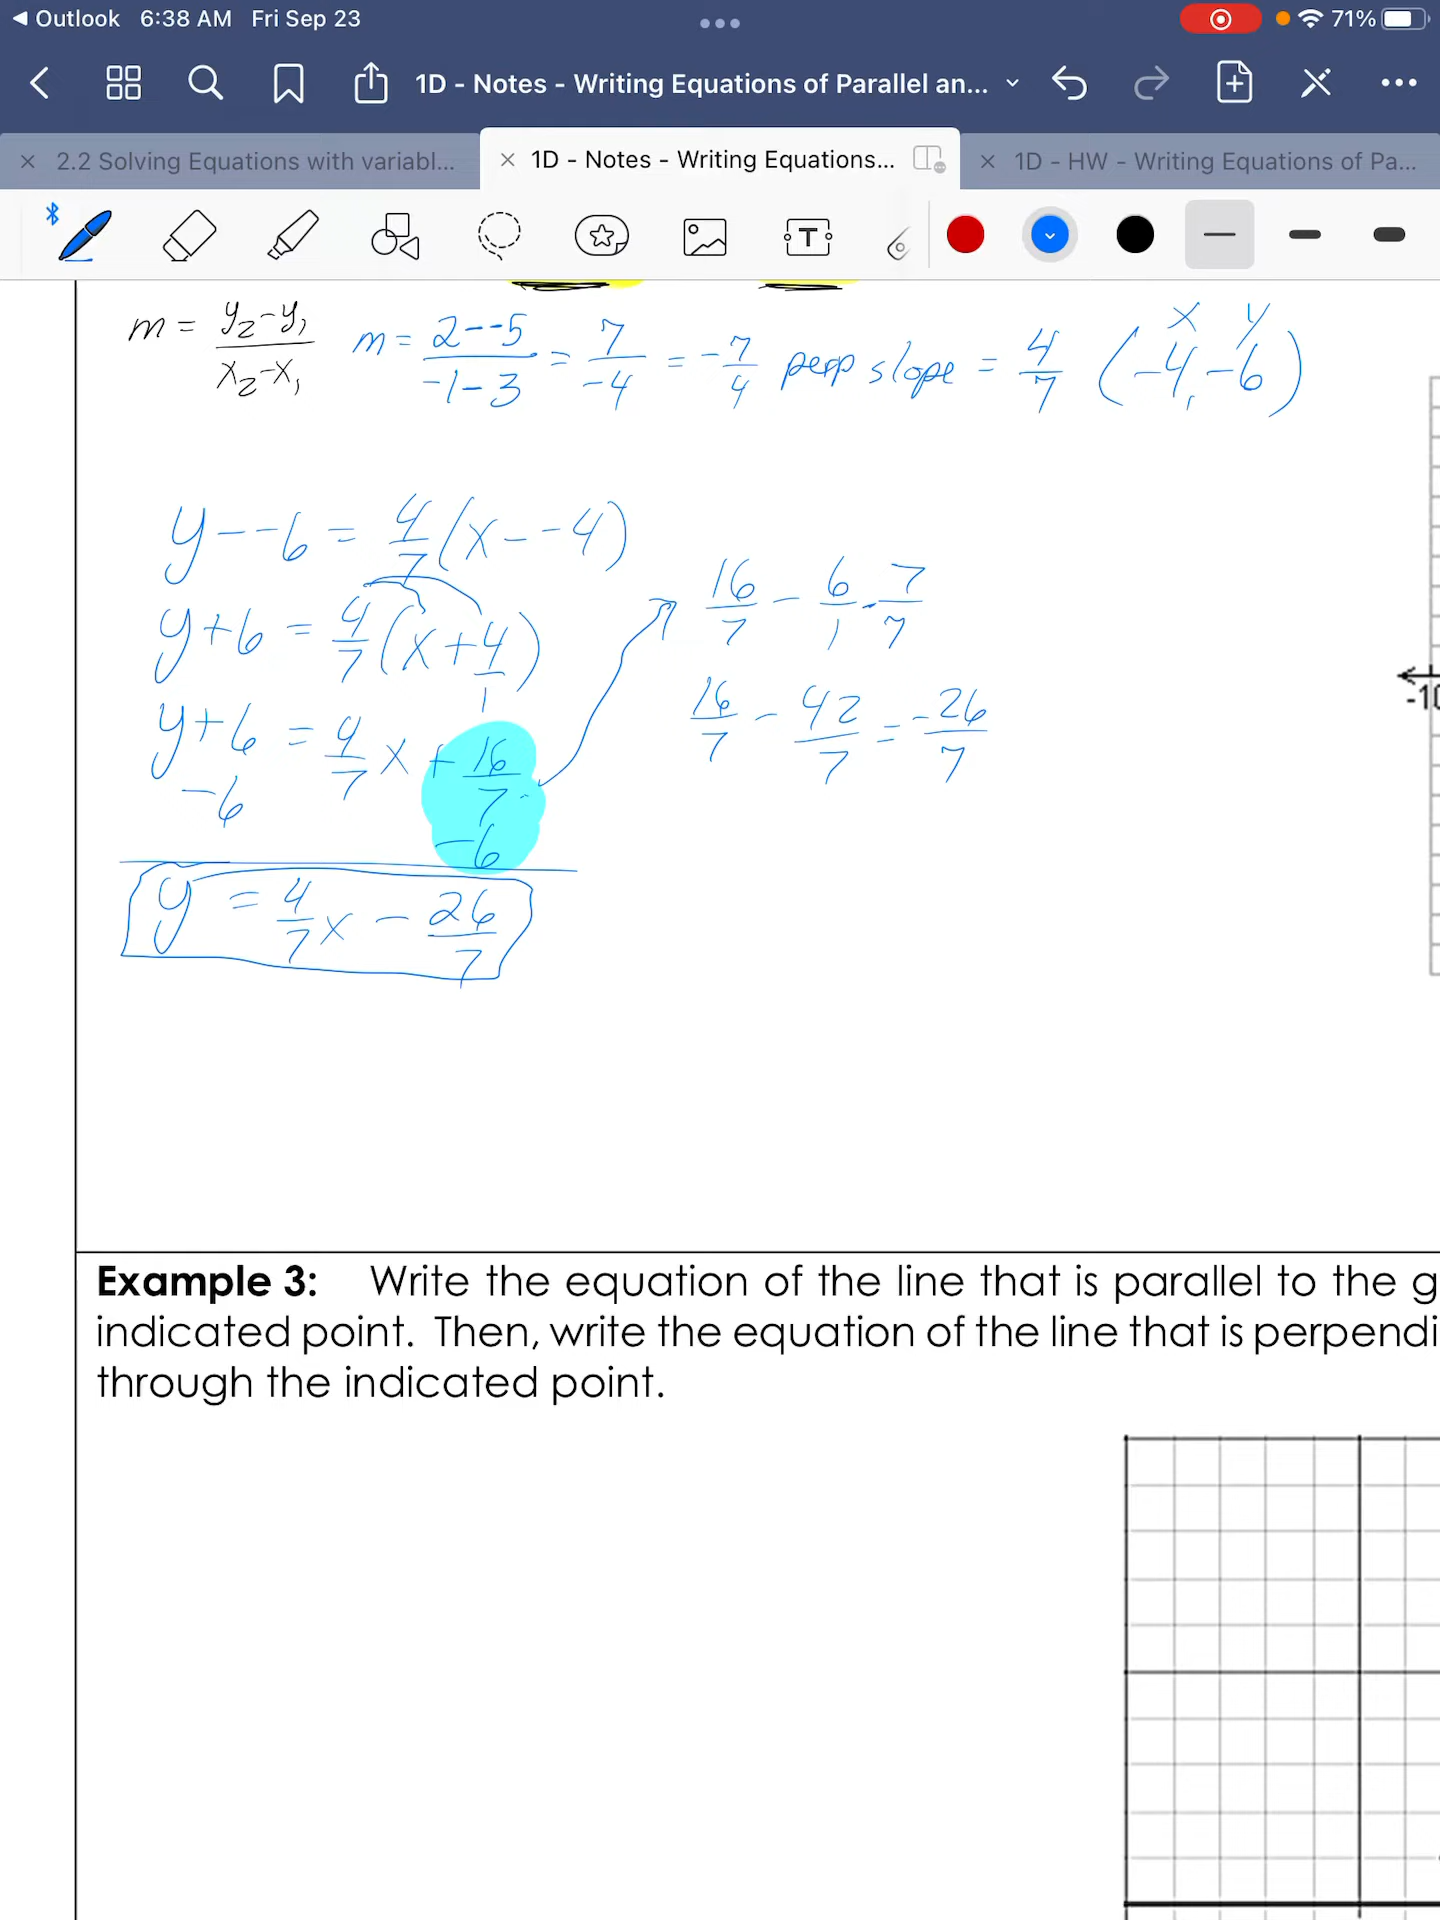 Outlook 6:38 AM Fri Sep 23 71%
1D - Notes - Writing Equations of Parallel an...
2.2 Solving Equations with variabl... 1D - Notes - Writing Equations... 1D - HW - Writing Equations of Pa...
T
m = y₂-y₁/x₂-x₁ m = 2--5/-1-3 = 7/-4 = -7/4 perp slope = 4/7 (-4,-6)
x y
y--6 = 4/7(x--4)
y+6 = 4/7(x+4/1)
y+6 = 4/7x + 16/7
-6 -6
y = 4/7x - 26/7
16/7 - 6/1 · 7/7
16/7 - 42/7 = -26/7
-10
Example 3: Write the equation of the line that is parallel to the g
indicated point. Then, write the equation of the line that is perpendi
through the indicated point.